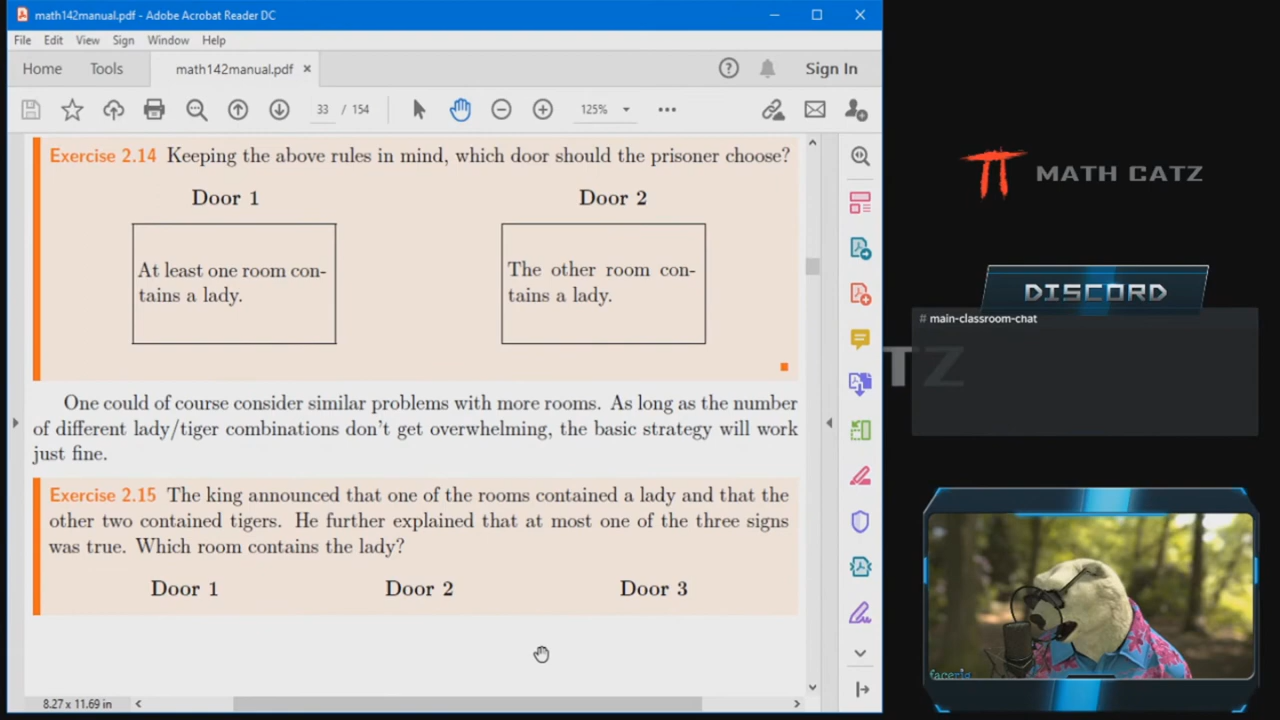 math142manual.pdf - Adobe Acrobat Reader DC
File Edit View Sign Window Help
Home Tools math142manual.pdf × Sign In
33 / 154 125%
Exercise 2.14 Keeping the above rules in mind, which door should the prisoner choose?
Door 1 Door 2
At least one room con-
tains a lady.
The other room con-
tains a lady.
One could of course consider similar problems with more rooms. As long as the number
of different lady/tiger combinations don't get overwhelming, the basic strategy will work
just fine.
Exercise 2.15 The king announced that one of the rooms contained a lady and that the
other two contained tigers. He further explained that at most one of the three signs
was true. Which room contains the lady?
Door 1 Door 2 Door 3
8.27 x 11.69 in
π MATH CATZ
DISCORD
# main-classroom-chat
TZ
facerig